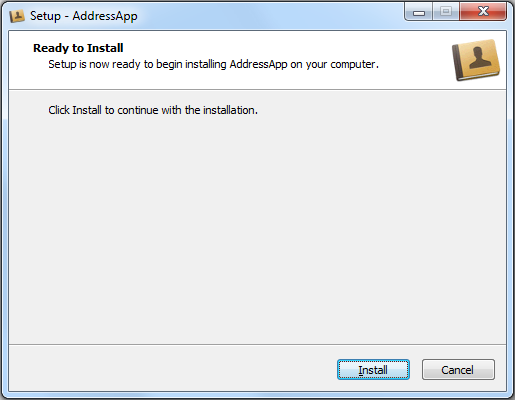 Setup - AddressApp
Ready to Install
Setup is now ready to begin installing AddressApp on your computer.
Click Install to continue with the installation.
Install
Cancel